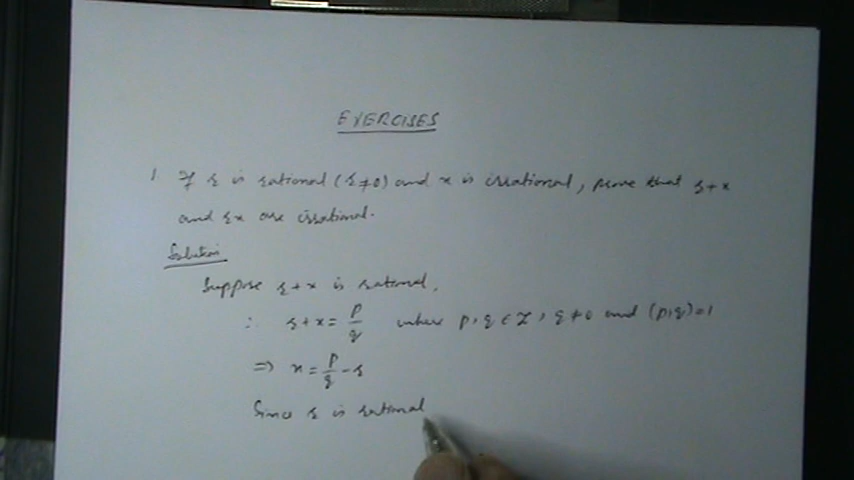 EXERCISES
1 If r is rational (r≠0) and x is irrational, prove that r+x
and rx are irrational.
Solution
Suppose r+x is rational.
∴ r+x = p/q where p, q ∈ Z, q≠0 and (p,q)=1
⇒ x = p/q - r
Since r is rational